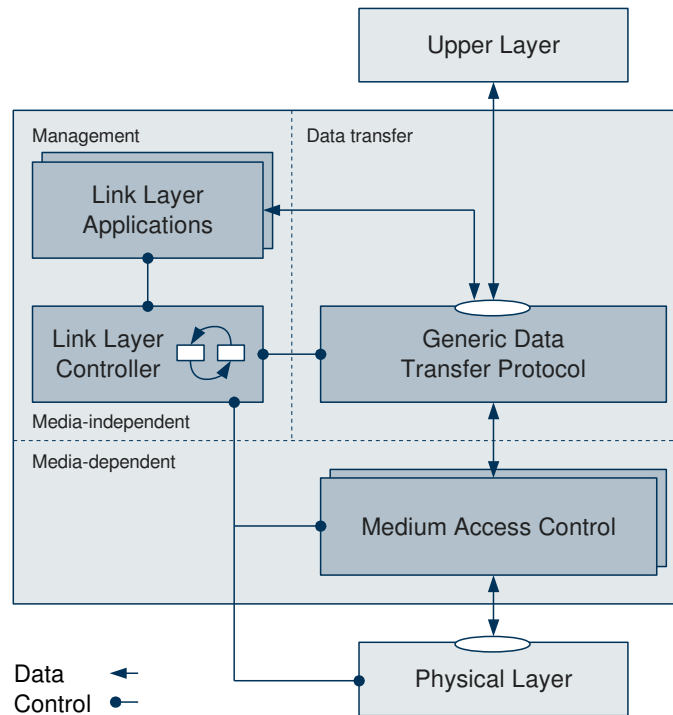 Upper Layer
Management
Data transfer
Link Layer
Applications
Link Layer
Controller
Generic Data
Transfer Protocol
Media-independent
Media-dependent
Medium Access Control
Physical Layer
Data
Control